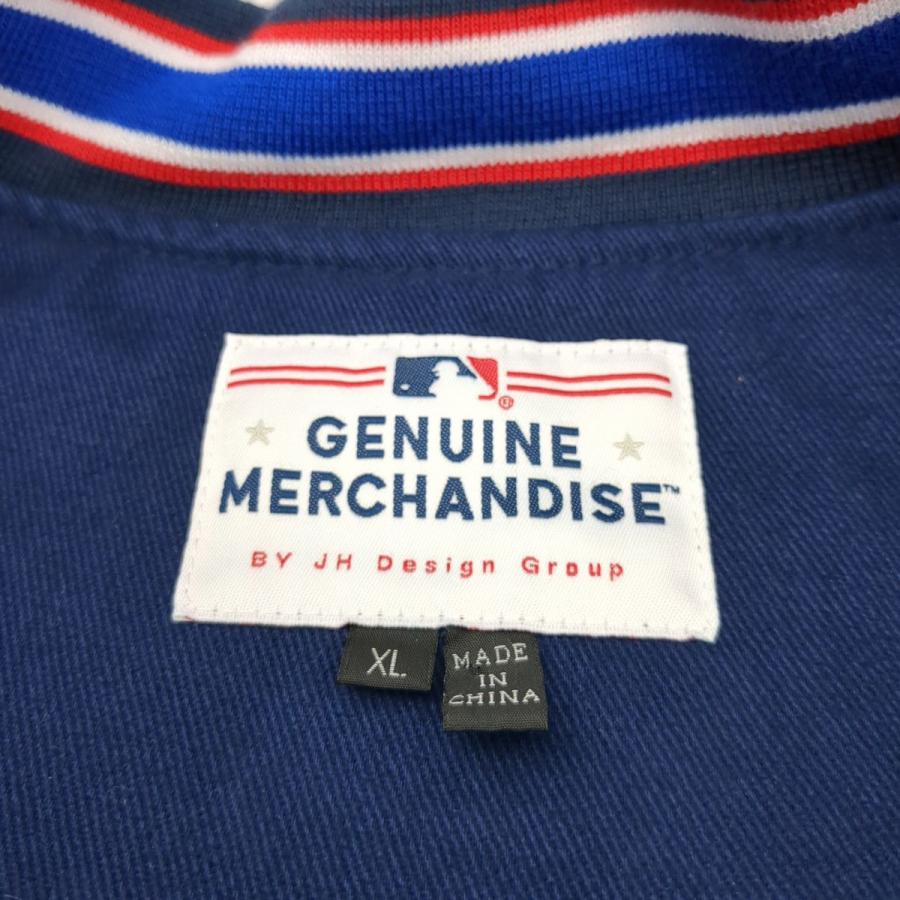 ®
GENUINE
MERCHANDISE™
BY JH Design Group
XL
MADE
IN
CHINA